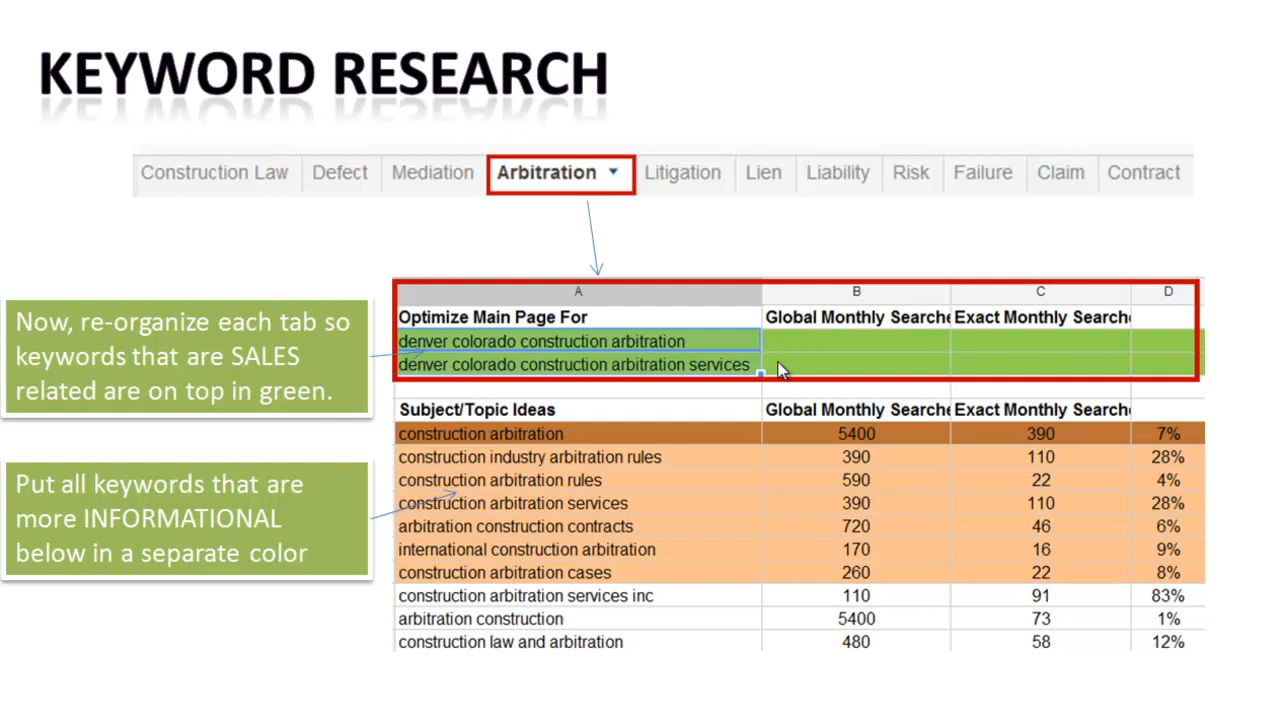 KEYWORD RESEARCH
Construction Law Defect Mediation Arbitration Litigation Lien Liability Risk Failure Claim Contract
Now, re-organize each tab so
keywords that are SALES
related are on top in green.
Put all keywords that are
more INFORMATIONAL
below in a separate color
A B C D
Optimize Main Page For Global Monthly Searche Exact Monthly Searche
denver colorado construction arbitration
denver colorado construction arbitration services
Subject/Topic Ideas Global Monthly Searche Exact Monthly Searche
construction arbitration 5400 390 7%
construction industry arbitration rules 390 110 28%
construction arbitration rules 590 22 4%
construction arbitration services 390 110 28%
arbitration construction contracts 720 46 6%
international construction arbitration 170 16 9%
construction arbitration cases 260 22 8%
construction arbitration services inc 110 91 83%
arbitration construction 5400 73 1%
construction law and arbitration 480 58 12%